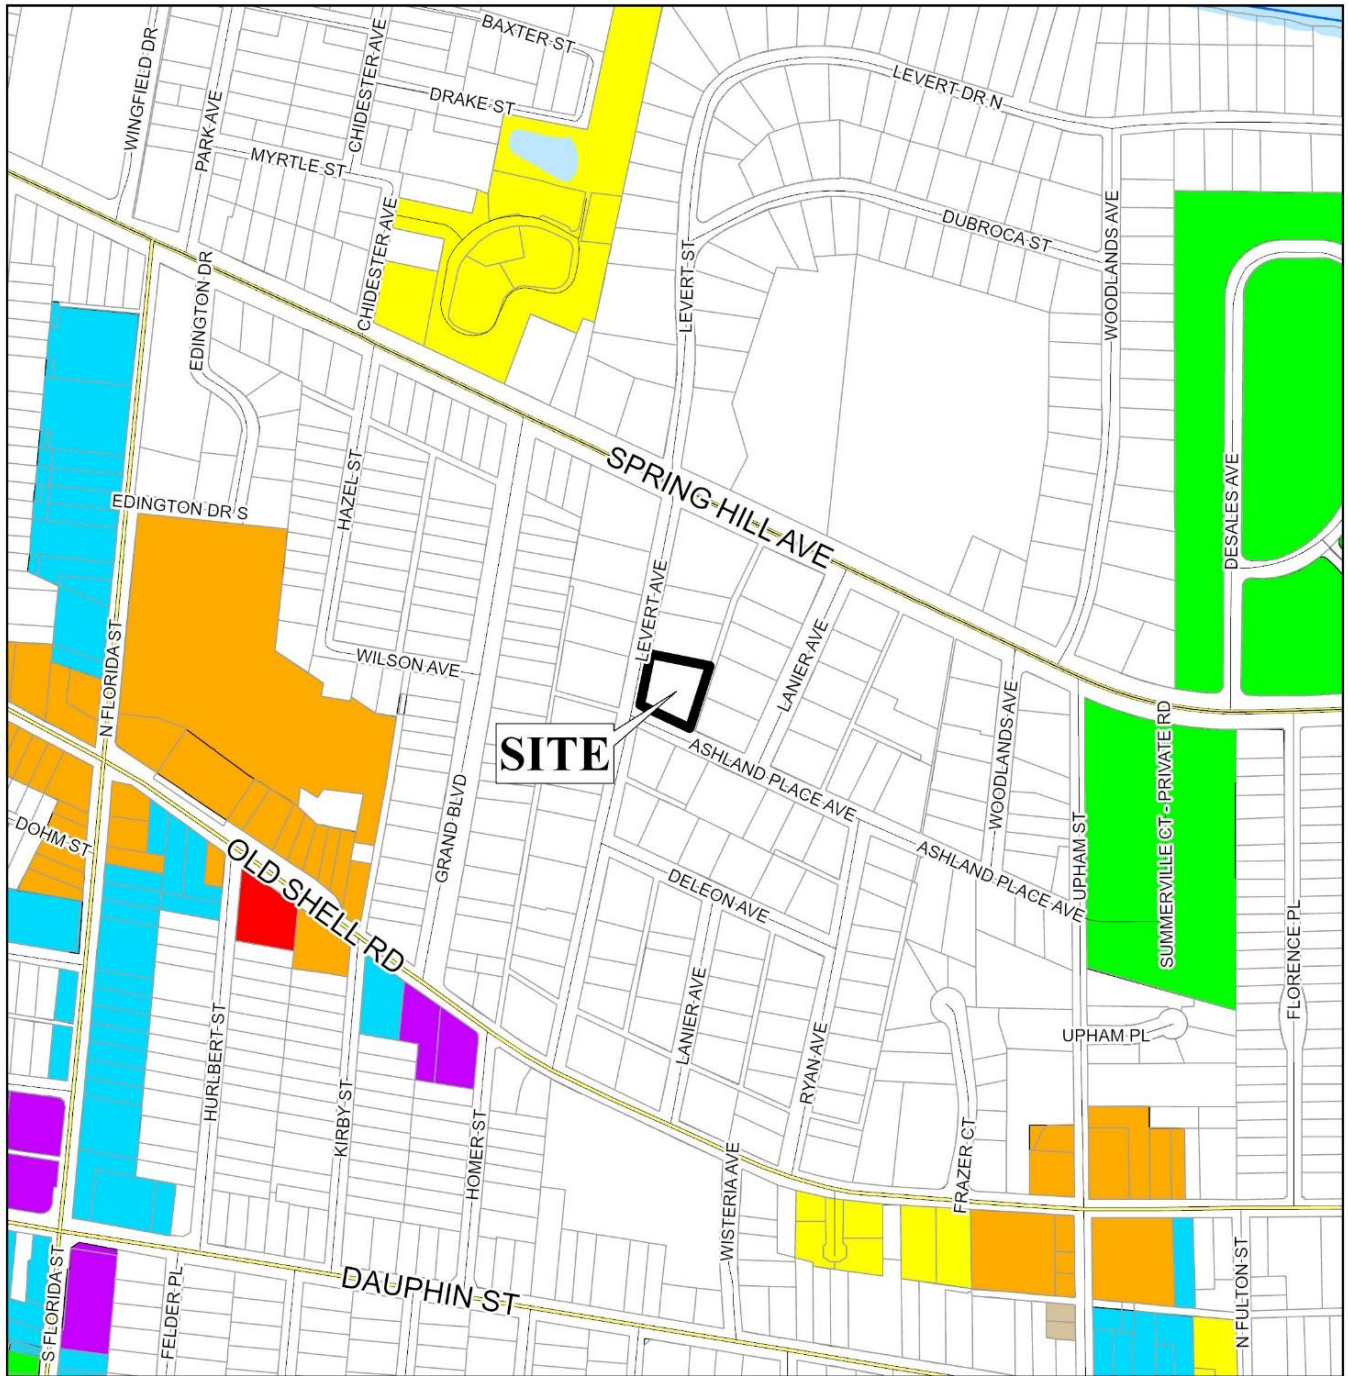 BAXTER ST
WINGFIELD DR
CHIDESTER AVE
LEVERT DR N
DRAKE ST
PARK AVE
MYRTLE ST
CHIDESTER AVE
DUBROCA ST
WOODLANDS AVE
LEVERT ST
EDINGTON DR
SPRING HILL AVE
DESALES AVE
EDINGTON DR S
HAZEL ST
LEVERT AVE
WILSON AVE
LANIER AVE
N FLORIDA ST
WOODLANDS AVE
SUMMERVILLE CT - PRIVATE RD
SITE
ASHLAND PLACE AVE
GRAND BLVD
UPHAM ST
DOHM ST
OLD SHELL RD
ASHLAND PLACE AVE
DELEON AVE
FLORENCE PL
LANIER AVE
UPHAM PL
HURLBERT ST
RYAN AVE
KIRBY ST
HOMER ST
FRAZER CT
WISTERIA AVE
S FLORIDA ST
FELDER PL
DAUPHIN ST
N FULTON ST